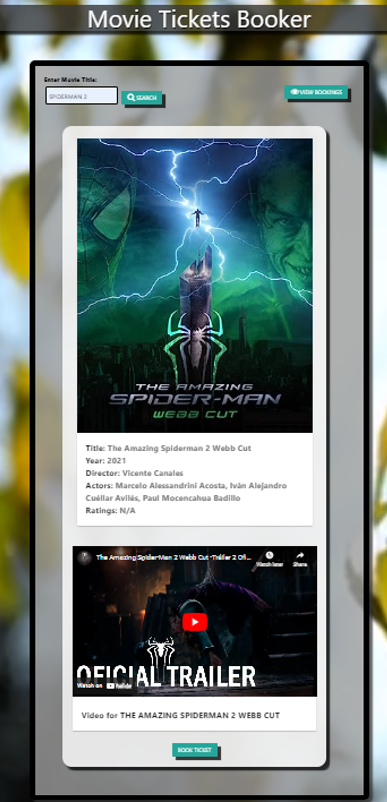 Movie Tickets Booker
Enter Movie Title:
SPIDERMAN 2
SEARCH
VIEW BOOKINGS
THE AMAZING
SPIDER-MAN
WEBB CUT
Title: The Amazing Spiderman 2 Webb Cut
Year: 2021
Director: Vicente Canales
Actors: Marcelo Alessandrini Acosta, Iván Alejandro
Cuéllar Avilés, Paul Mocencahua Badillo
Ratings: N/A
The Amazing Spider-Man 2 Webb Cut -Tráiler 2 Ofi...
Watch later
Share
OFICIAL TRAILER
Watch on YouTube
Video for THE AMAZING SPIDERMAN 2 WEBB CUT
BOOK TICKET